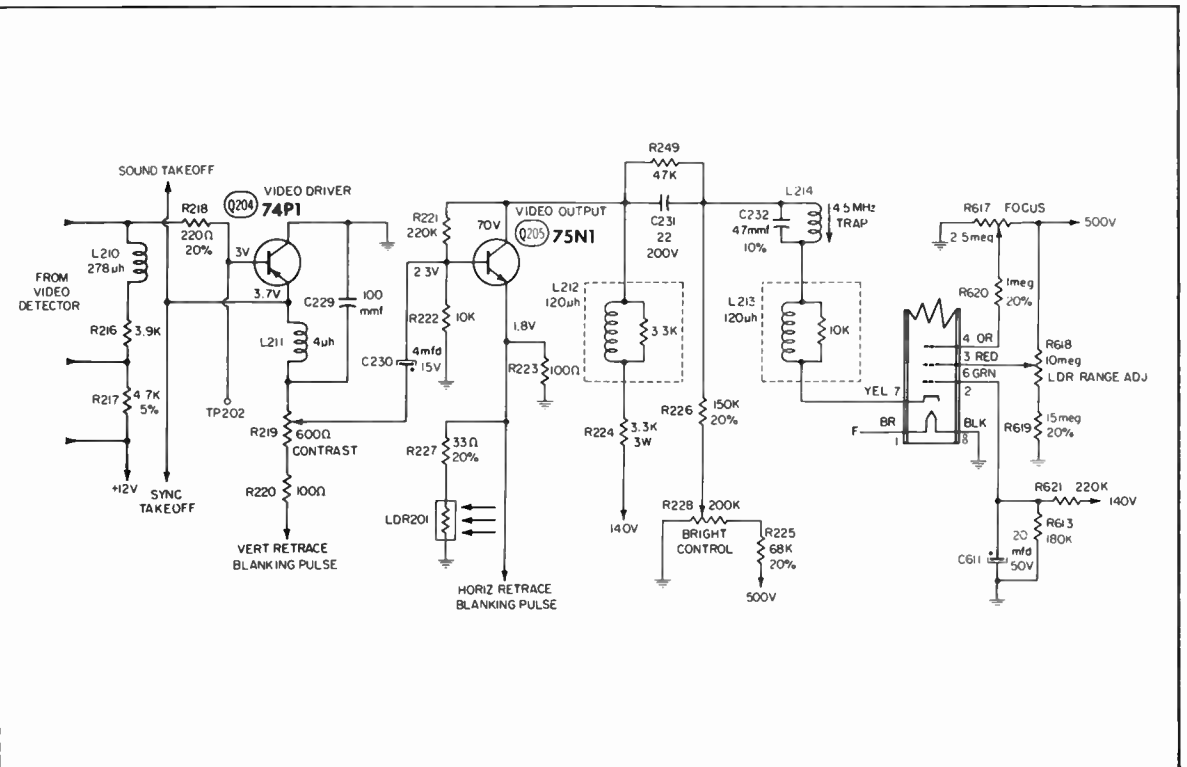 SOUND TAKEOFF
VIDEO DRIVER
Q204 74P1
R218
220Ω
20%
3V
3.7V
L210
278µh
FROM
VIDEO
DETECTOR
R216 3.9K
R217 4.7K
5%
+12V
SYNC
TAKEOFF
TP202
L211 4µh
C229 100
mmf
R219 600Ω
CONTRAST
R220 100Ω
VERT RETRACE
BLANKING PULSE
C230 4mfd
15V
R221
220K
2.3V
R222 10K
70V
VIDEO OUTPUT
Q205 75N1
1.8V
R223 100Ω
R227 33Ω
20%
LDR201
HORIZ RETRACE
BLANKING PULSE
R249
47K
C231
22
200V
L212
120µh
3.3K
R224 3.3K
3W
140V
R226 150K
20%
R228 200K
BRIGHT
CONTROL
R225
68K
20%
500V
L214
C232
47mmf
10%
4.5 MHz
TRAP
L213
120µh
10K
R617 FOCUS
2.5meg
500V
R620 1meg
20%
4 OR
3 RED
6 GRN
2
YEL 7
F BR
1
BLK
8
R618
10meg
LDR RANGE ADJ
R619 15meg
20%
R621 220K
140V
R613
180K
C611 20
mfd
50V